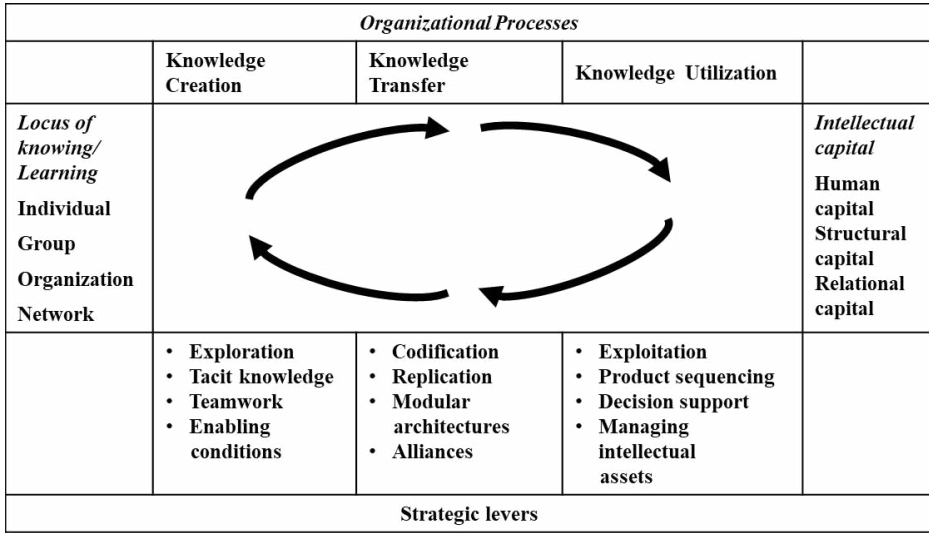 Organizational Processes
Knowledge
Creation
Knowledge
Transfer
Knowledge Utilization
Locus of
knowing/
Learning
Individual
Group
Organization
Network
Intellectual
capital
Human
capital
Structural
capital
Relational
capital
• Exploration
• Tacit knowledge
• Teamwork
• Enabling
conditions
• Codification
• Replication
• Modular
architectures
• Alliances
• Exploitation
• Product sequencing
• Decision support
• Managing
intellectual
assets
Strategic levers